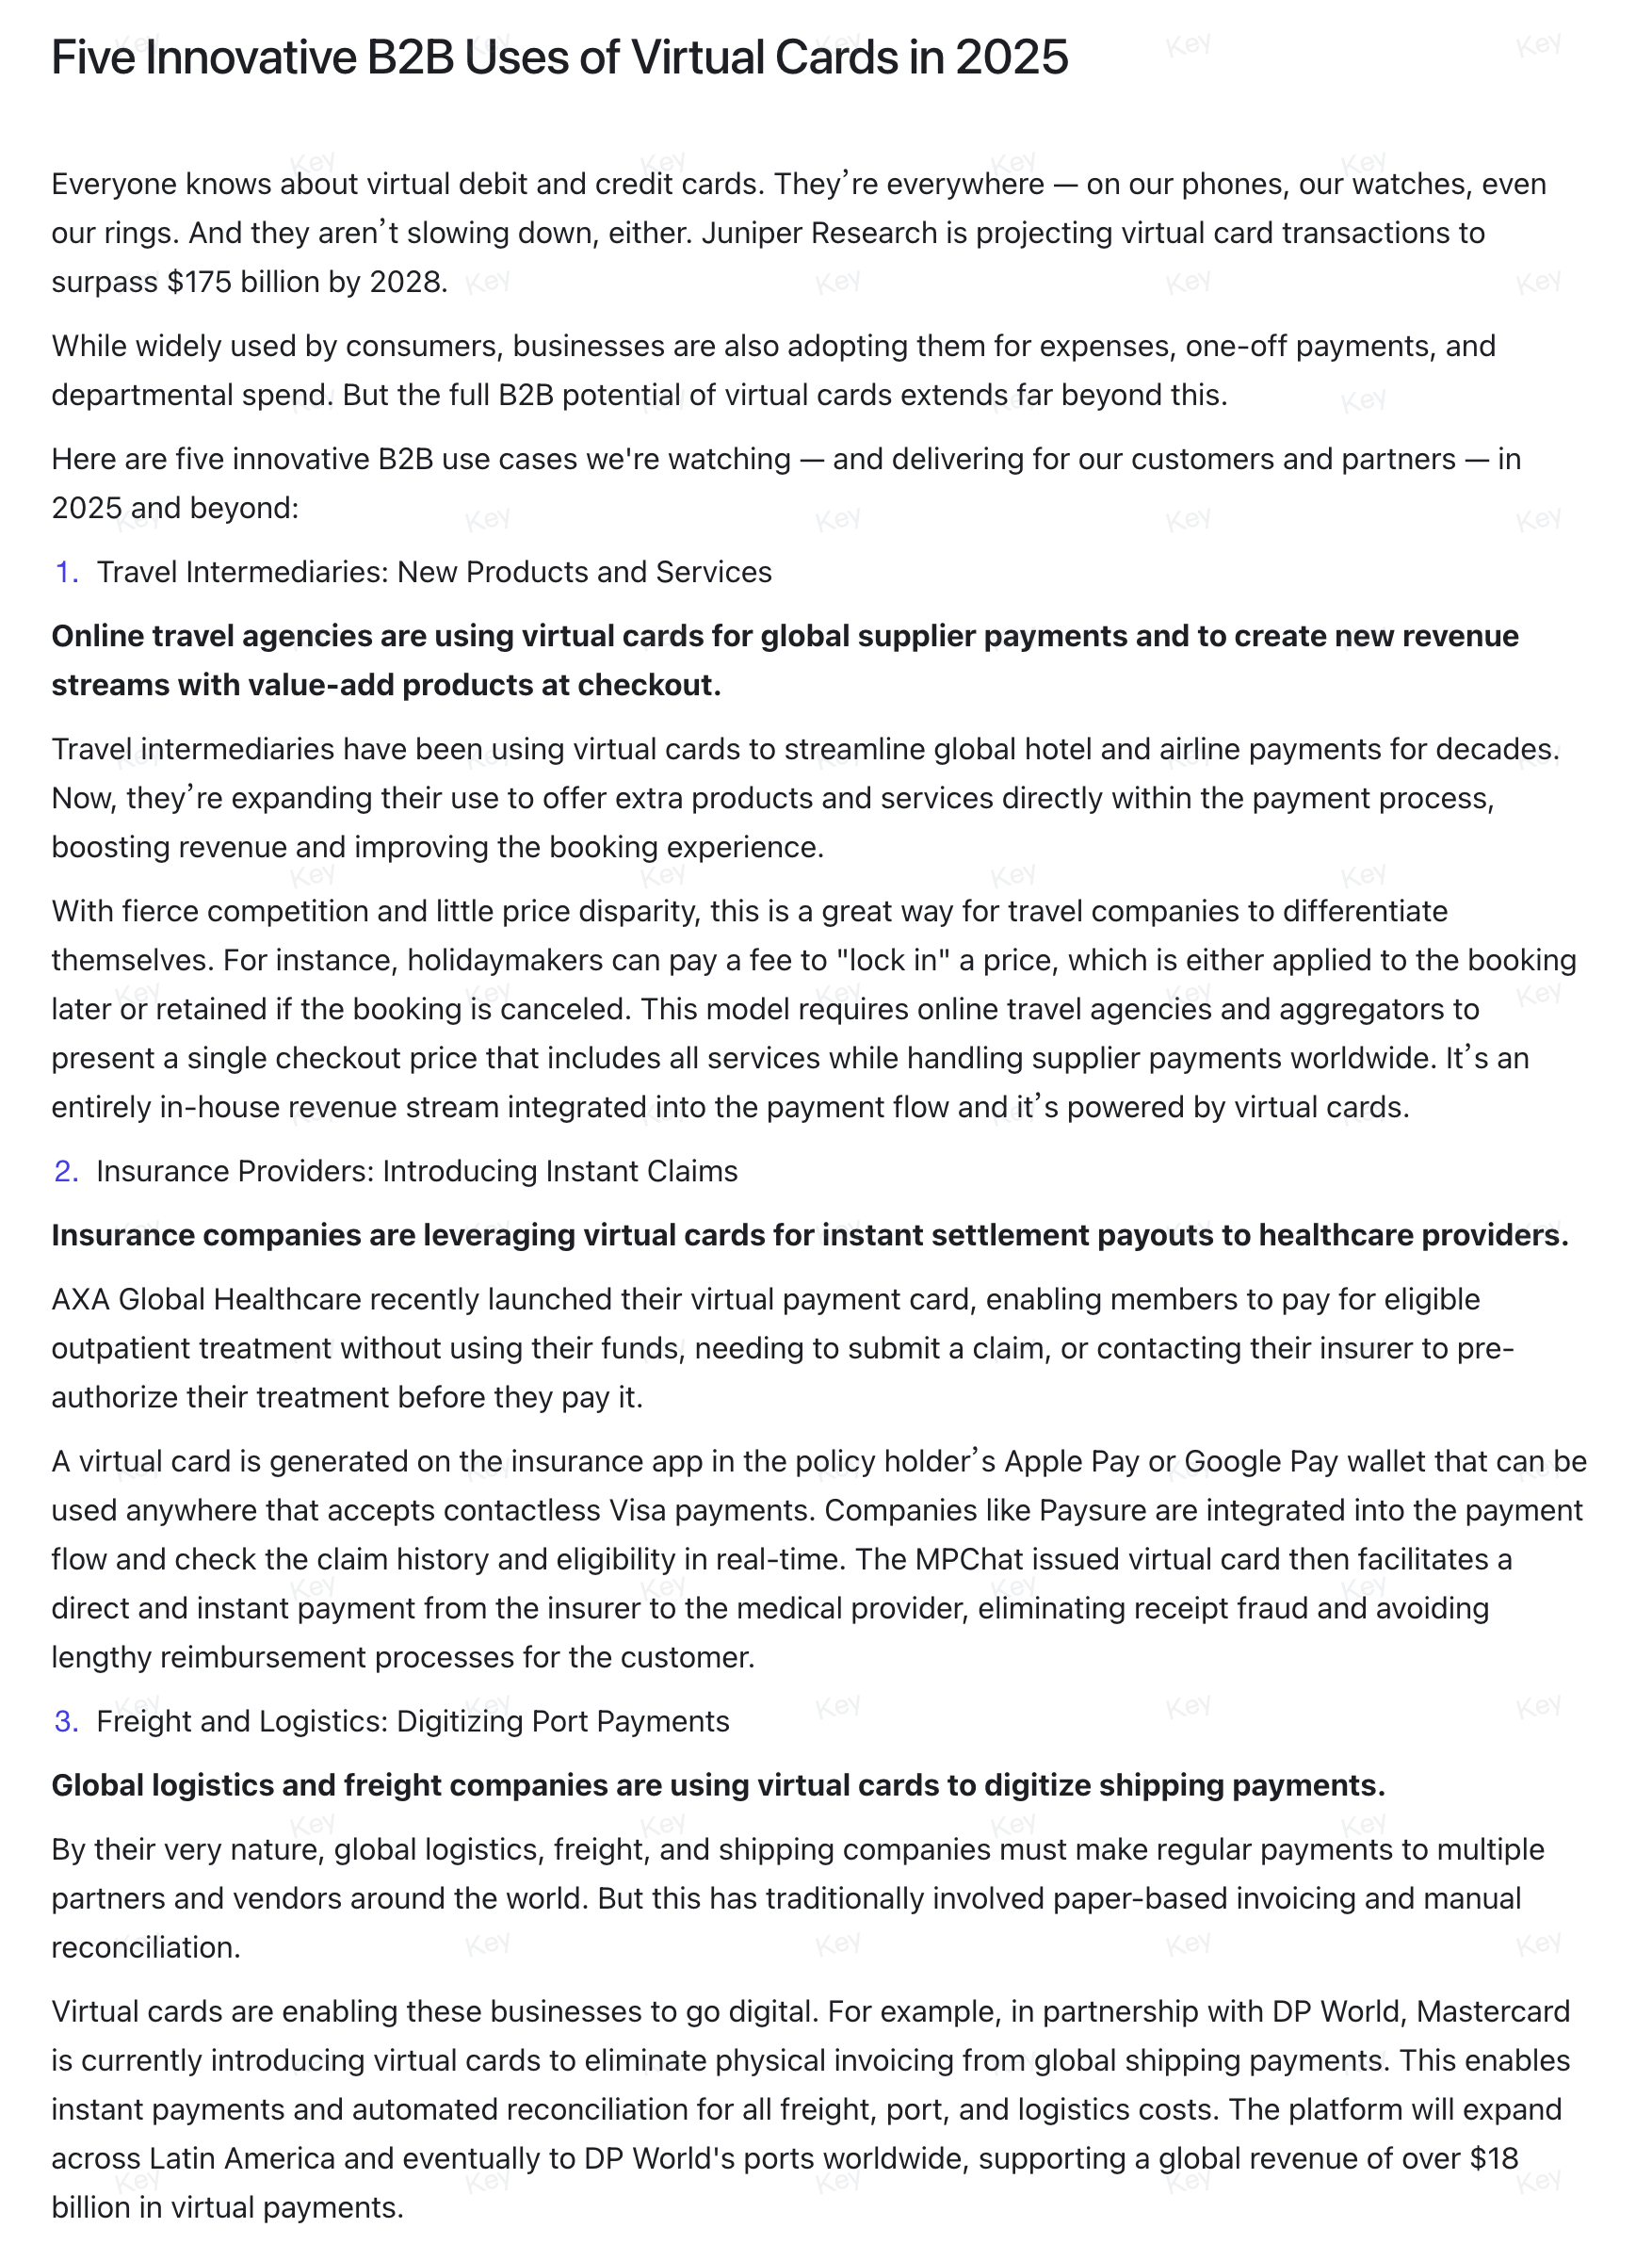 Five Innovative B2B Uses of Virtual Cards in 2025
Everyone knows about virtual debit and credit cards. They’re everywhere — on our phones, our watches, even
our rings. And they aren’t slowing down, either. Juniper Research is projecting virtual card transactions to
surpass $175 billion by 2028.
While widely used by consumers, businesses are also adopting them for expenses, one-off payments, and
departmental spend. But the full B2B potential of virtual cards extends far beyond this.
Here are five innovative B2B use cases we're watching — and delivering for our customers and partners — in
2025 and beyond:
1. Travel Intermediaries: New Products and Services
Online travel agencies are using virtual cards for global supplier payments and to create new revenue
streams with value-add products at checkout.
Travel intermediaries have been using virtual cards to streamline global hotel and airline payments for decades.
Now, they’re expanding their use to offer extra products and services directly within the payment process,
boosting revenue and improving the booking experience.
With fierce competition and little price disparity, this is a great way for travel companies to differentiate
themselves. For instance, holidaymakers can pay a fee to "lock in" a price, which is either applied to the booking
later or retained if the booking is canceled. This model requires online travel agencies and aggregators to
present a single checkout price that includes all services while handling supplier payments worldwide. It’s an
entirely in-house revenue stream integrated into the payment flow and it’s powered by virtual cards.
2. Insurance Providers: Introducing Instant Claims
Insurance companies are leveraging virtual cards for instant settlement payouts to healthcare providers.
AXA Global Healthcare recently launched their virtual payment card, enabling members to pay for eligible
outpatient treatment without using their funds, needing to submit a claim, or contacting their insurer to pre-
authorize their treatment before they pay it.
A virtual card is generated on the insurance app in the policy holder’s Apple Pay or Google Pay wallet that can be
used anywhere that accepts contactless Visa payments. Companies like Paysure are integrated into the payment
flow and check the claim history and eligibility in real-time. The MPChat issued virtual card then facilitates a
direct and instant payment from the insurer to the medical provider, eliminating receipt fraud and avoiding
lengthy reimbursement processes for the customer.
3. Freight and Logistics: Digitizing Port Payments
Global logistics and freight companies are using virtual cards to digitize shipping payments.
By their very nature, global logistics, freight, and shipping companies must make regular payments to multiple
partners and vendors around the world. But this has traditionally involved paper-based invoicing and manual
reconciliation.
Virtual cards are enabling these businesses to go digital. For example, in partnership with DP World, Mastercard
is currently introducing virtual cards to eliminate physical invoicing from global shipping payments. This enables
instant payments and automated reconciliation for all freight, port, and logistics costs. The platform will expand
across Latin America and eventually to DP World's ports worldwide, supporting a global revenue of over $18
billion in virtual payments.